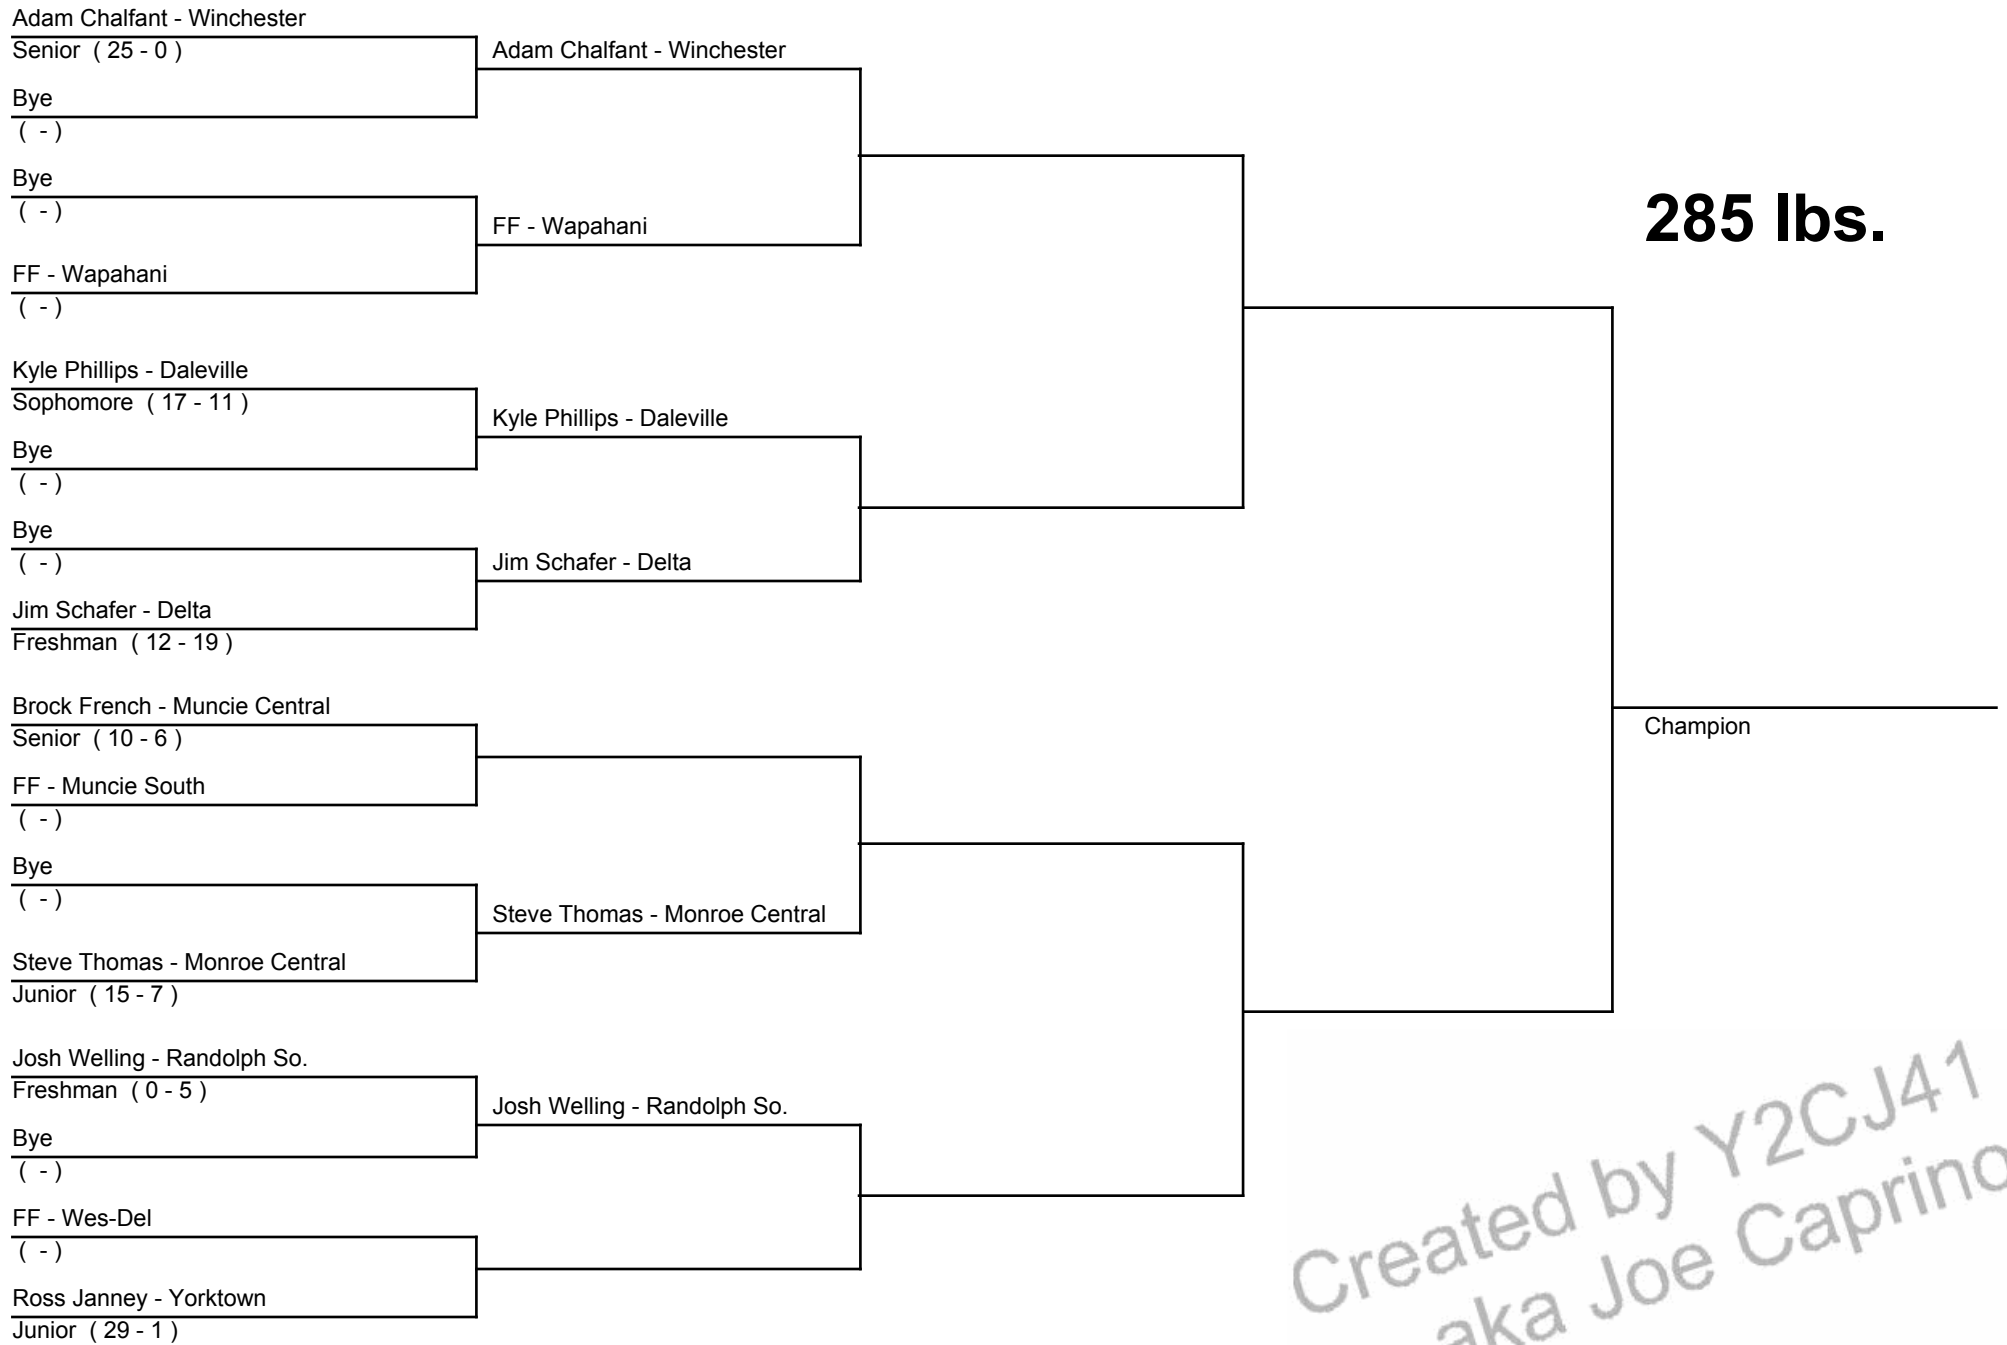 Adam Chalfant - Winchester
Senior ( 25 - 0 )
Adam Chalfant - Winchester
Bye
( - )
Bye
( - )
FF - Wapahani
FF - Wapahani
( - )
285 lbs.
Kyle Phillips - Daleville
Sophomore ( 17 - 11 )
Kyle Phillips - Daleville
Bye
( - )
Bye
( - )
Jim Schafer - Delta
Jim Schafer - Delta
Freshman ( 12 - 19 )
Brock French - Muncie Central
Senior ( 10 - 6 )
FF - Muncie South
( - )
Champion
Bye
( - )
Steve Thomas - Monroe Central
Steve Thomas - Monroe Central
Junior ( 15 - 7 )
Josh Welling - Randolph So.
Freshman ( 0 - 5 )
Josh Welling - Randolph So.
Bye
( - )
FF - Wes-Del
( - )
Ross Janney - Yorktown
Junior ( 29 - 1 )
Created by Y2CJ41
aka Joe Caprino